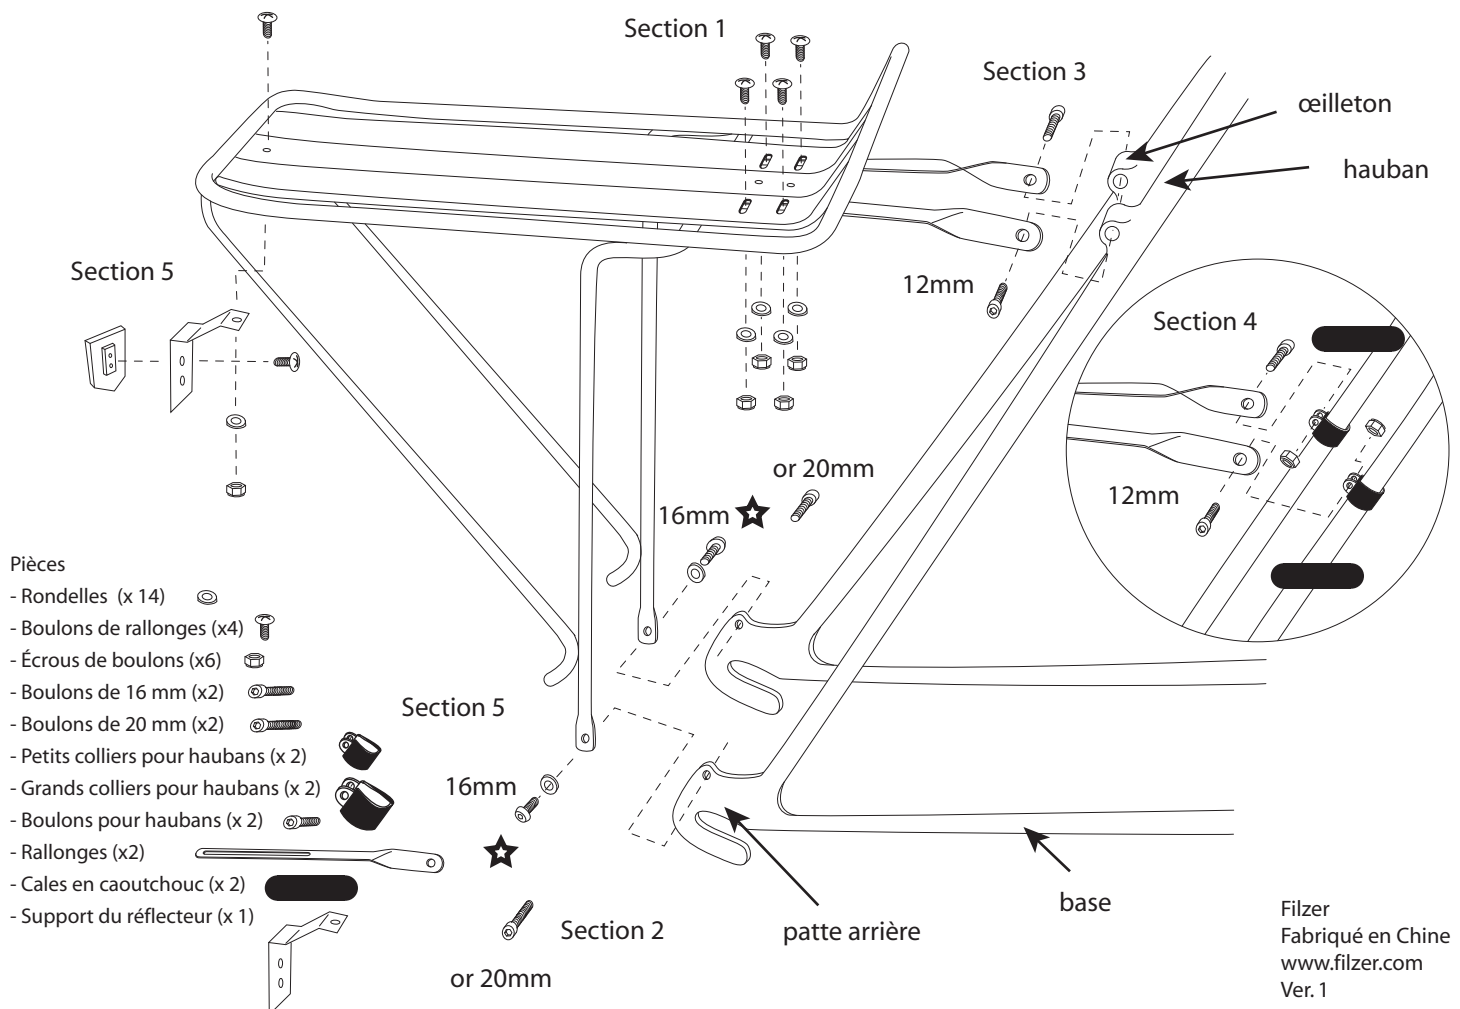 Section 1
Section 3
œilleton
hauban
Section 5
12mm
Section 4
12mm
or 20mm
16mm
Pièces
- Rondelles (x 14)
- Boulons de rallonges (x4)
- Écrous de boulons (x6)
- Boulons de 16 mm (x2)
- Boulons de 20 mm (x2)
- Petits colliers pour haubans (x 2)
- Grands colliers pour haubans (x 2)
- Boulons pour haubans (x 2)
- Rallonges (x2)
- Cales en caoutchouc (x 2)
- Support du réflecteur (x 1)
Section 5
16mm
Section 2
or 20mm
patte arrière
base
Filzer
Fabriqué en Chine
www.filzer.com
Ver. 1